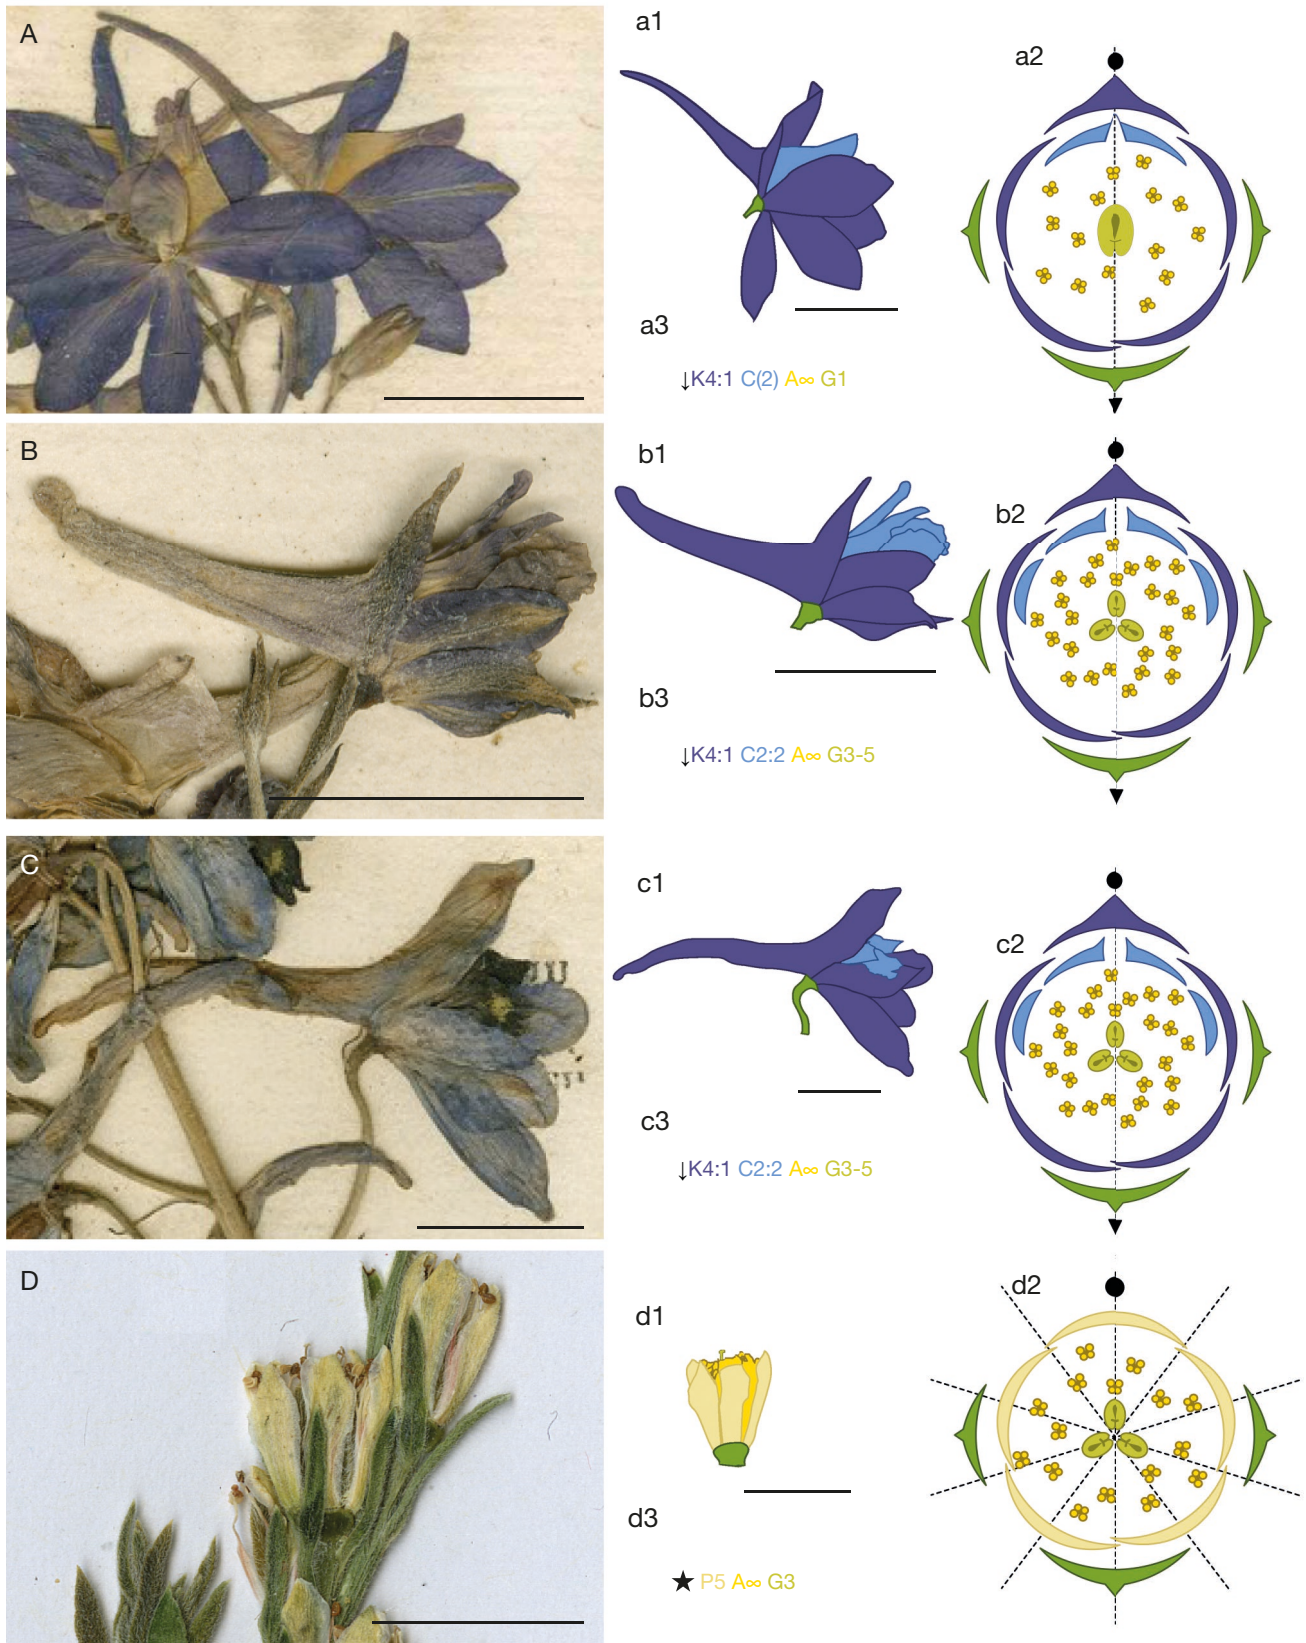 A
a1
a2
a3
↓K4:1 C(2) A∞ G1
B
b1
b2
b3
↓K4:1 C2:2 A∞ G3-5
C
c1
c2
c3
↓K4:1 C2:2 A∞ G3-5
D
d1
d2
d3
★ P5 A∞ G3